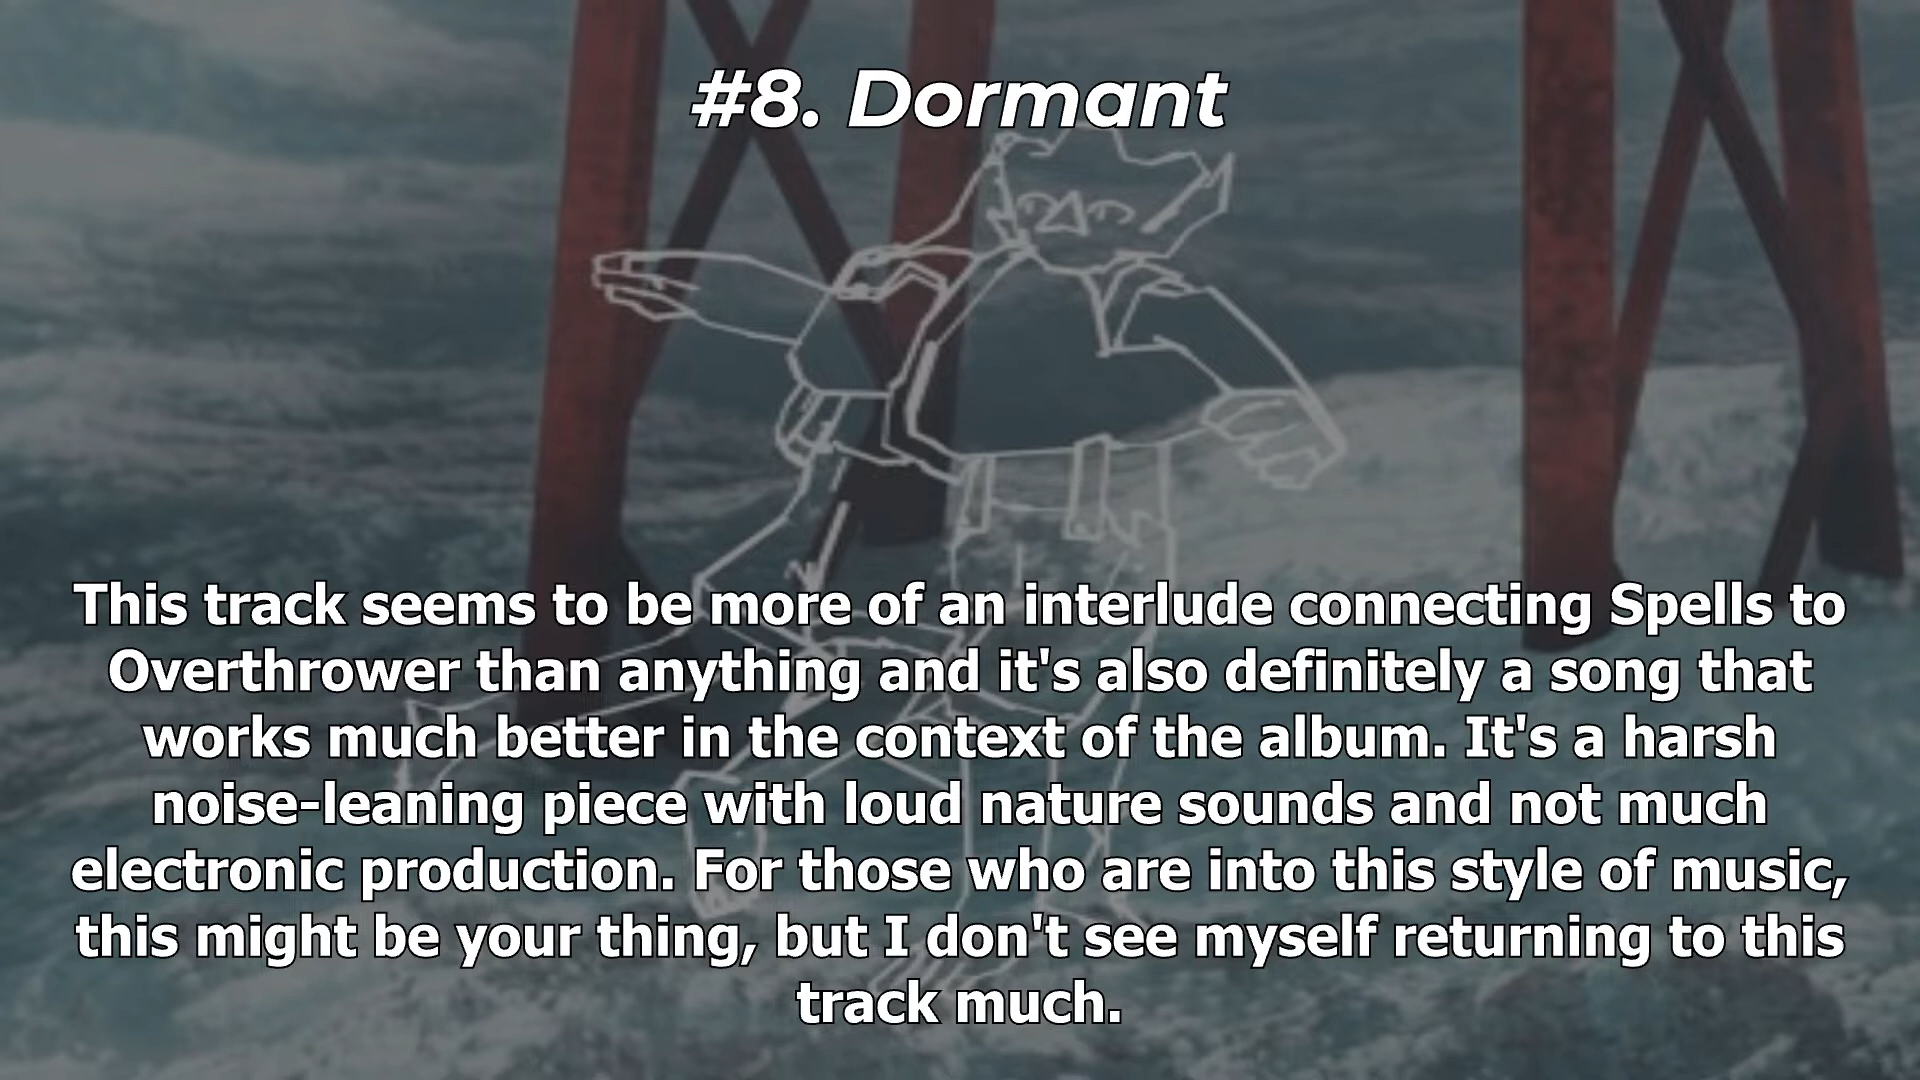 #8. Dormant
This track seems to be more of an interlude connecting Spells to
Overthrower than anything and it's also definitely a song that
works much better in the context of the album. It's a harsh
noise-leaning piece with loud nature sounds and not much
electronic production. For those who are into this style of music,
this might be your thing, but I don't see myself returning to this
track much.